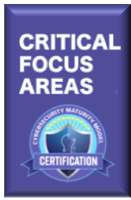 CRITICAL
FOCUS
AREAS
CYBERSECURITY MATURITY MODEL
CERTIFICATION